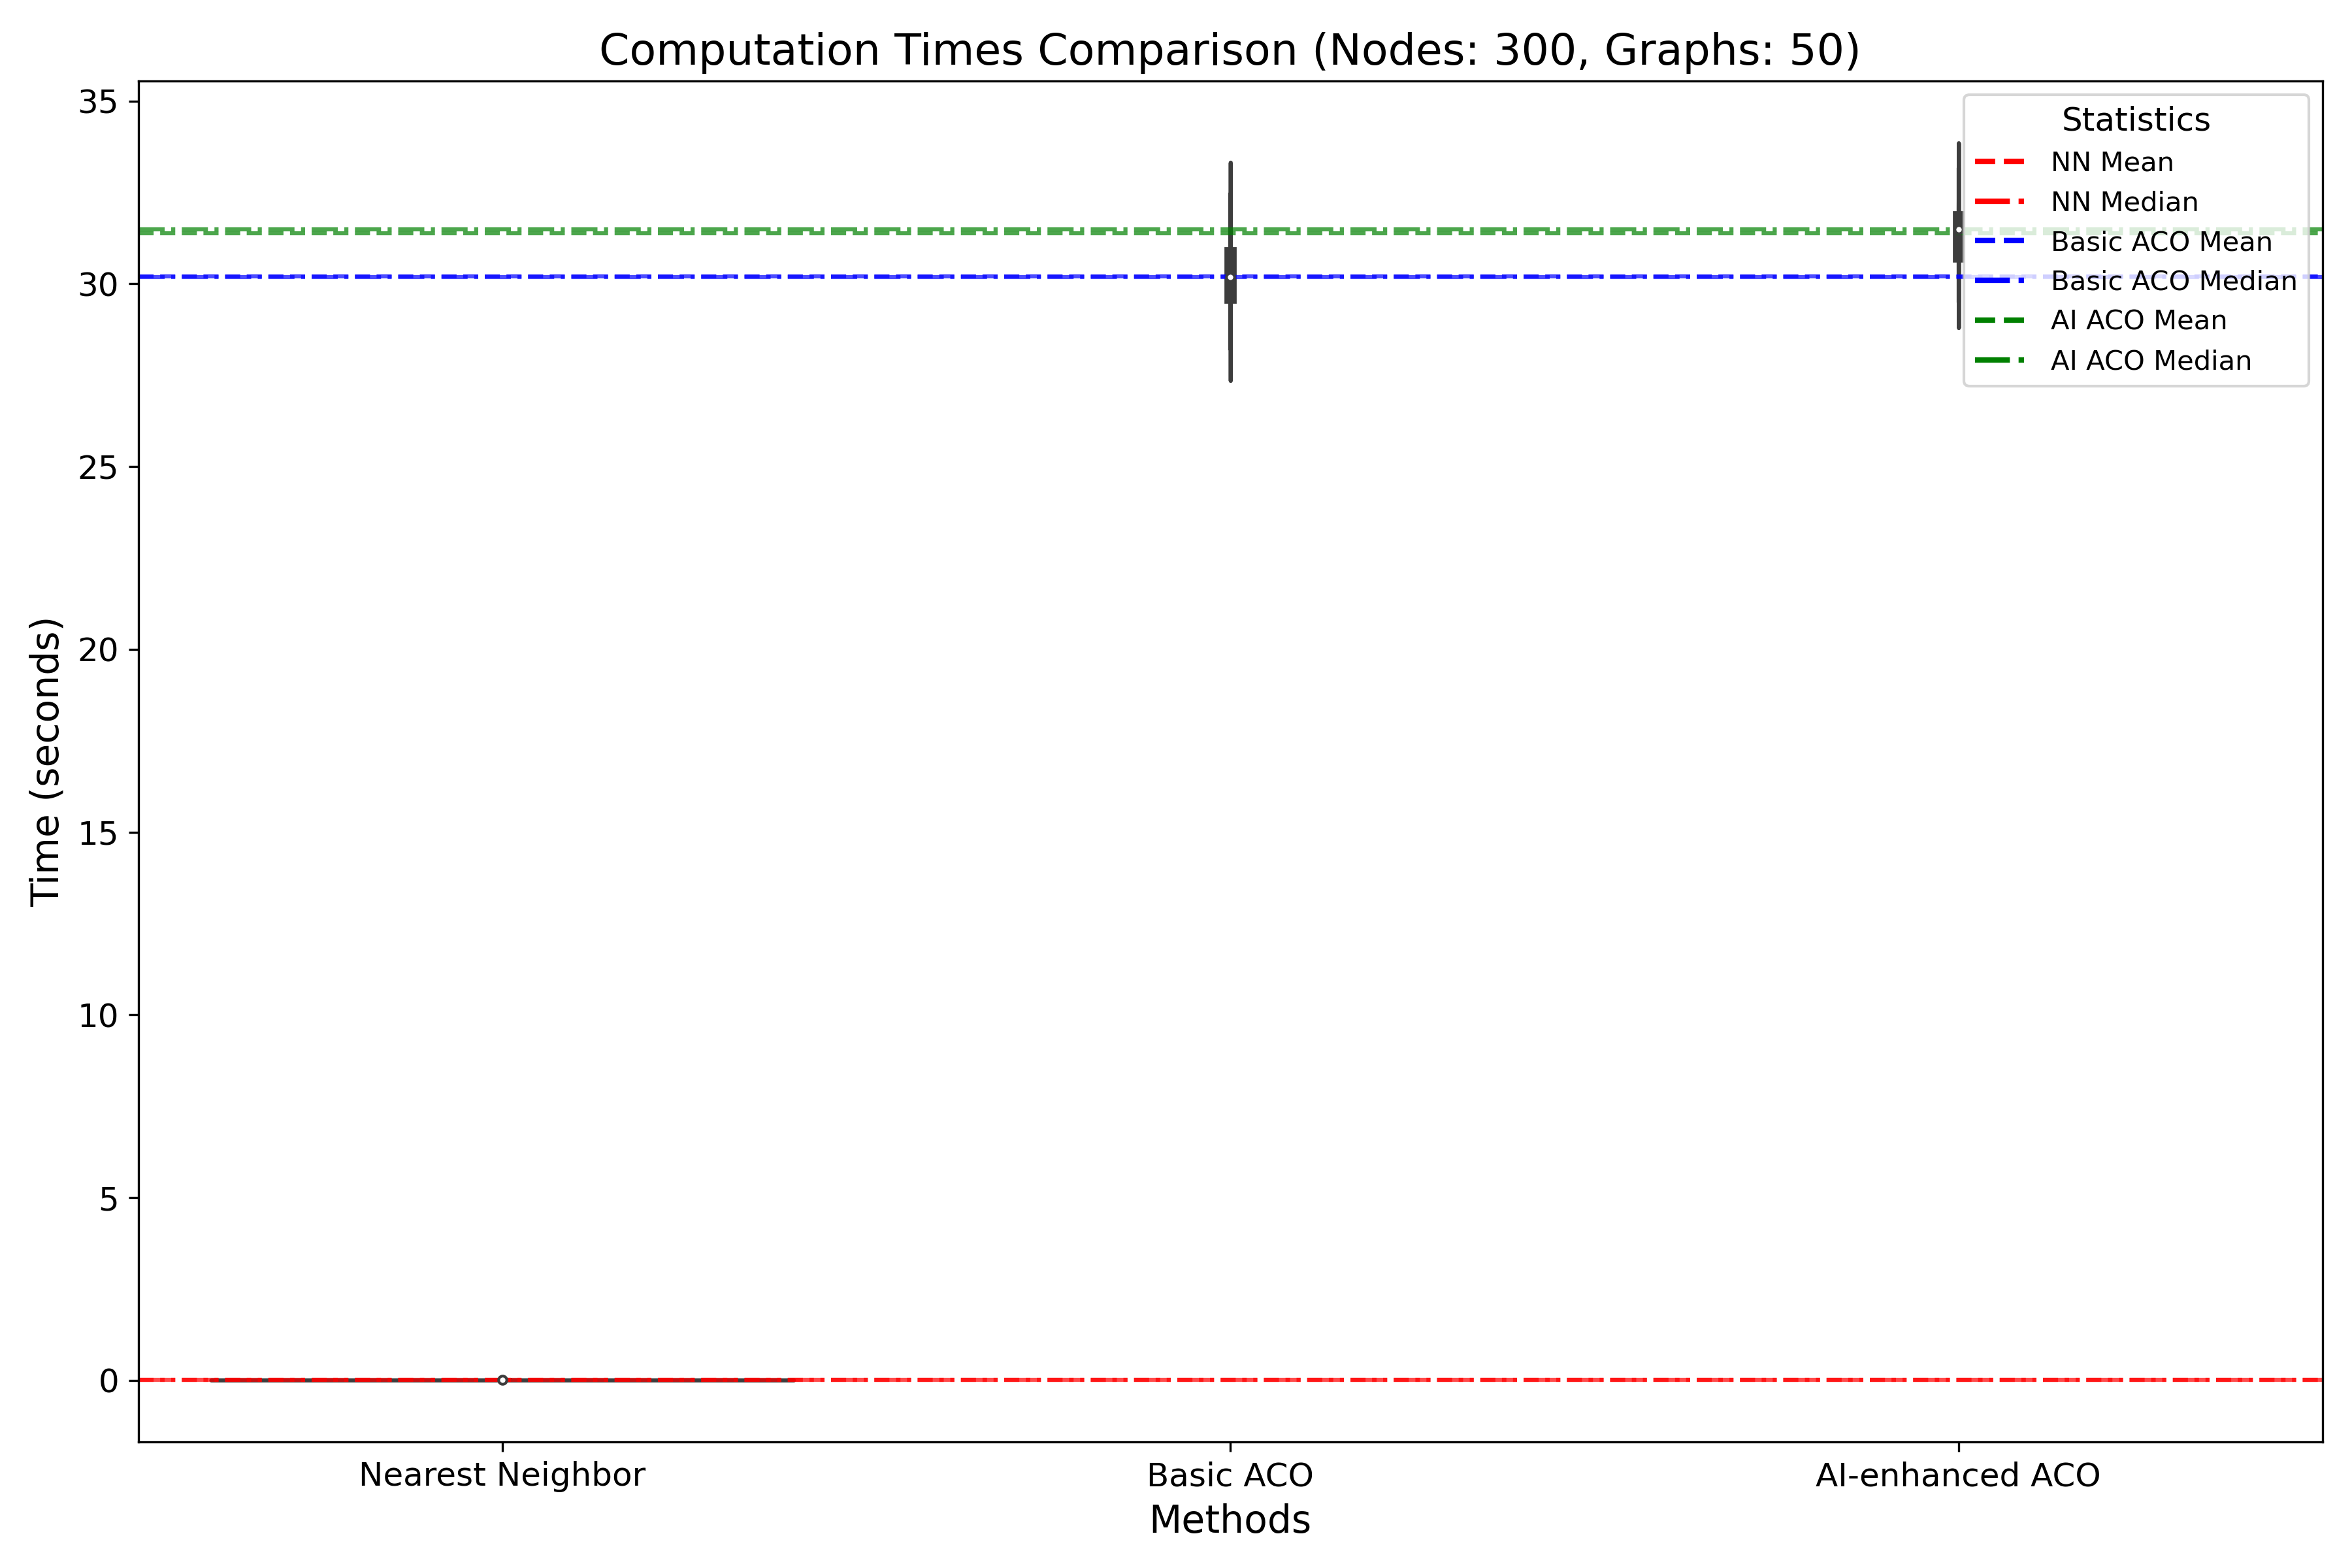 Computation Times Comparison (Nodes: 300, Graphs: 50)
Time (seconds)
35
30
25
20
15
10
5
0
Statistics
NN Mean
NN Median
Basic ACO Mean
Basic ACO Median
AI ACO Mean
AI ACO Median
Nearest Neighbor
Basic ACO
AI-enhanced ACO
Methods